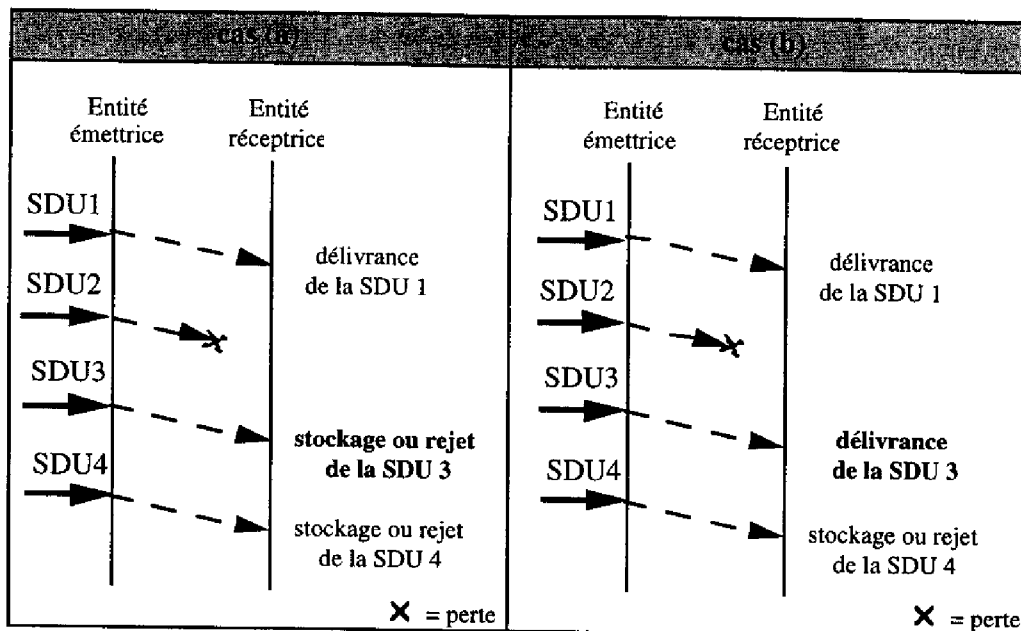 cas (a)
Entité
émettrice
Entité
réceptrice
SDU1
délivrance
de la SDU 1
SDU2
SDU3
stockage ou rejet
de la SDU 3
SDU4
stockage ou rejet
de la SDU 4
X = perte
cas (b)
Entité
émettrice
Entité
réceptrice
SDU1
délivrance
de la SDU 1
SDU2
SDU3
délivrance
de la SDU 3
SDU4
stockage ou rejet
de la SDU 4
X = perte